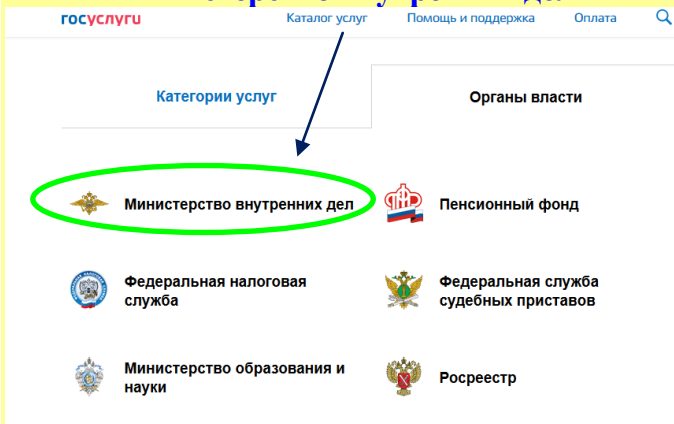 госуслуги Каталог услуг Помощь и поддержка Оплата
Категории услуг Органы власти
Министерство внутренних дел Пенсионный фонд
Федеральная налоговая
служба
Федеральная служба
судебных приставов
Министерство образования и
науки
Росреестр